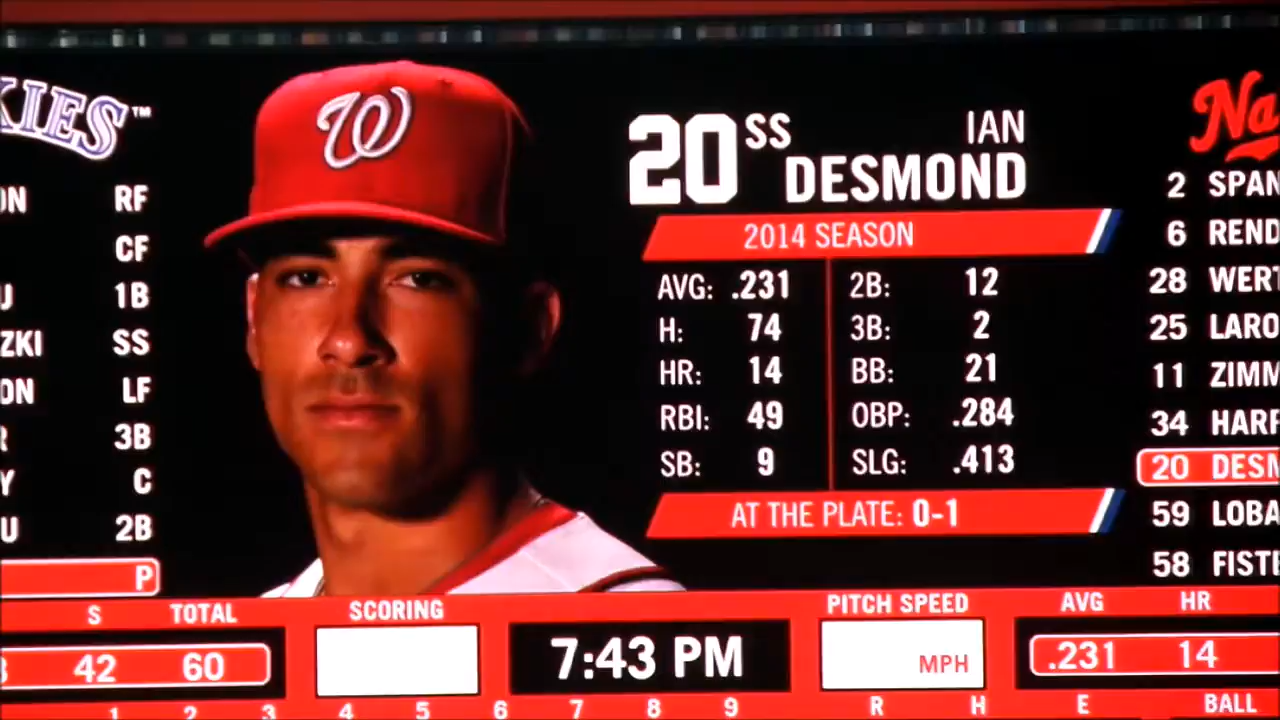 KIES™
W
20 SS IAN
DESMOND
2014 SEASON
AVG: .231 2B: 12
H: 74 3B: 2
HR: 14 BB: 21
RBI: 49 OBP: .284
SB: 9 SLG: .413
AT THE PLATE: 0-1
ON RF
CF
U 1B
ZKI SS
ON LF
R 3B
Y C
U 2B
P
Na
2 SPAN
6 REND
28 WERT
25 LARO
11 ZIMM
34 HARR
20 DESM
59 LOBA
58 FISTE
S TOTAL SCORING PITCH SPEED AVG HR
42 60 7:43 PM MPH .231 14
1 2 3 4 5 6 7 8 9 R H E BALL